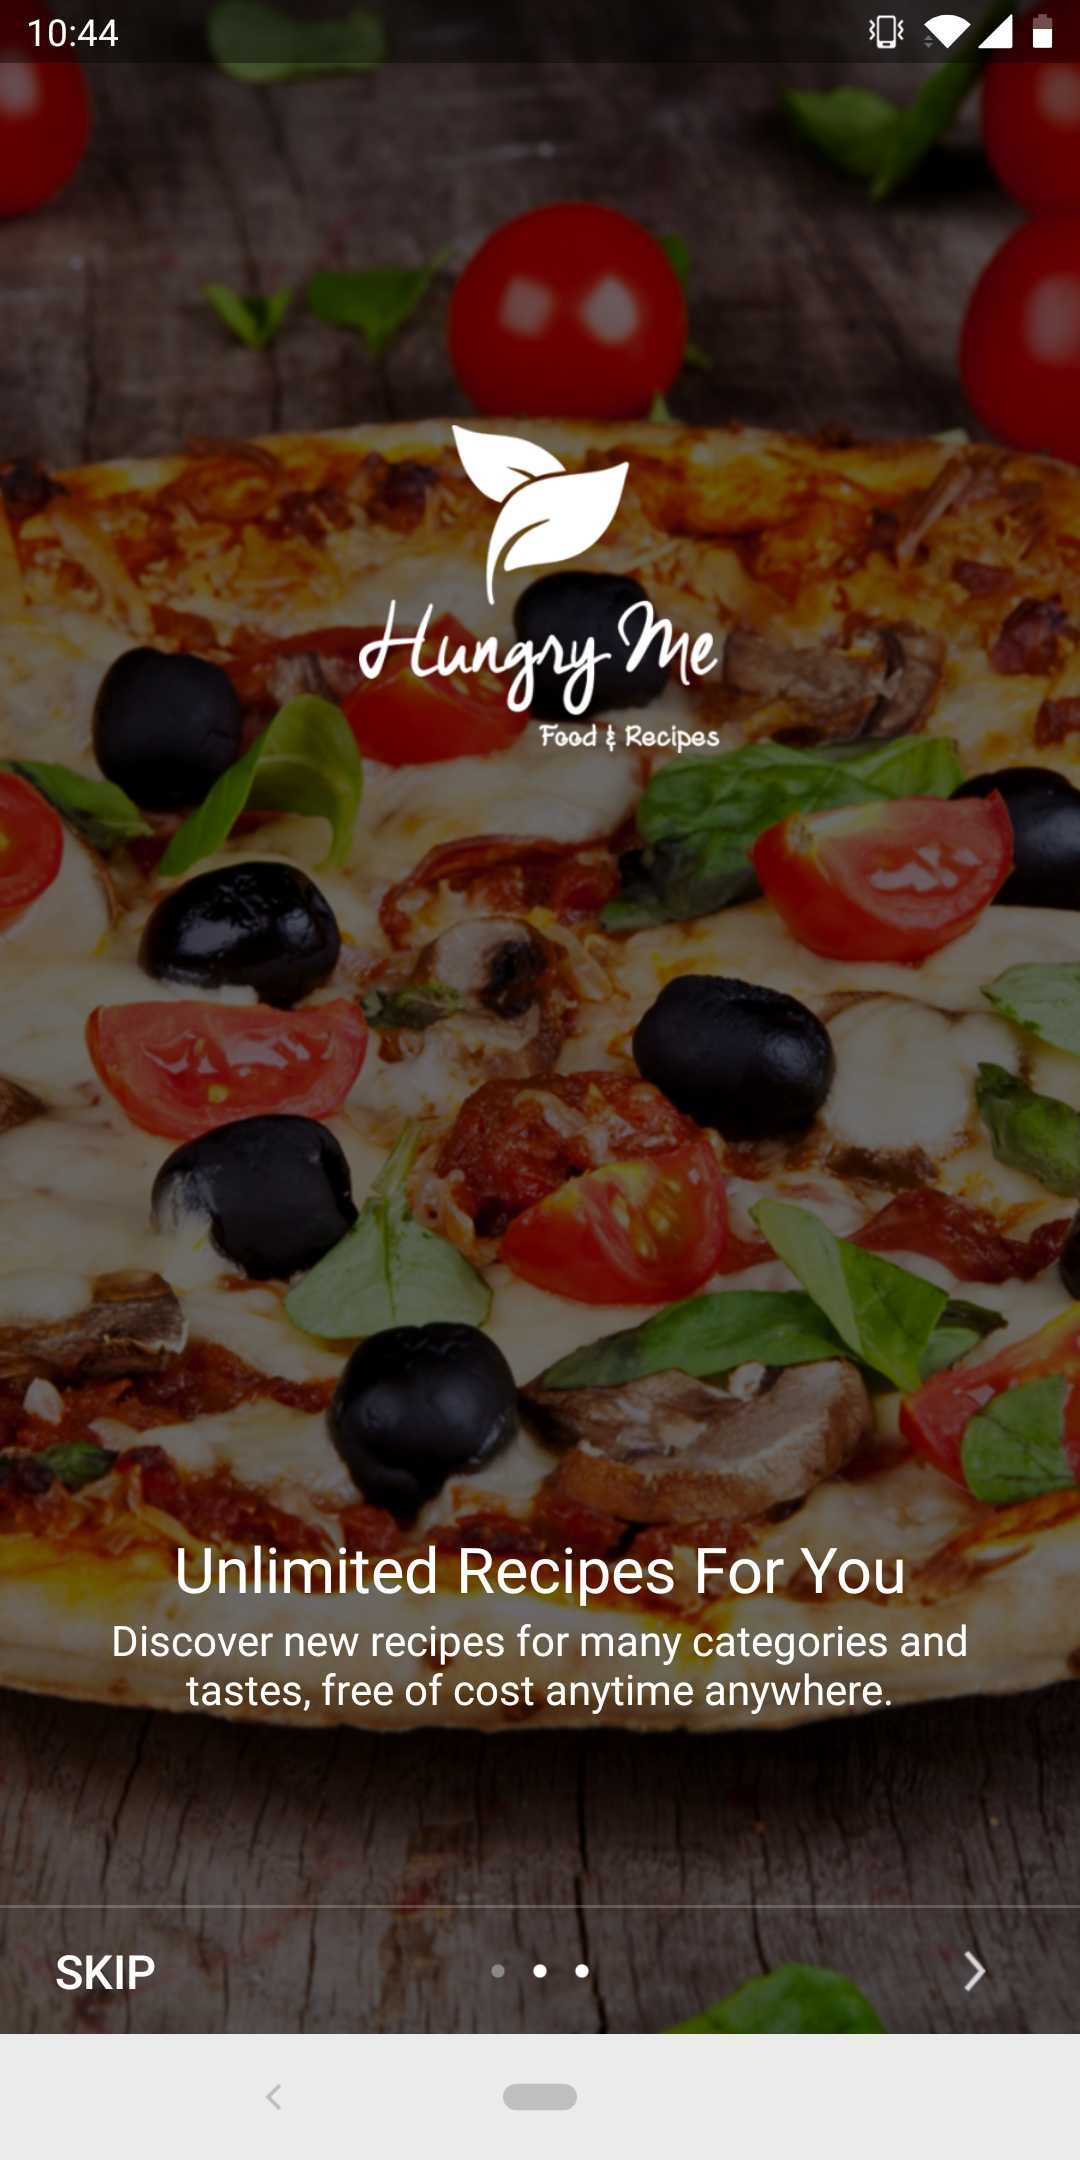 10:44
Hungry Me
Food & Recipes
Unlimited Recipes For You
Discover new recipes for many categories and
tastes, free of cost anytime anywhere.
SKIP